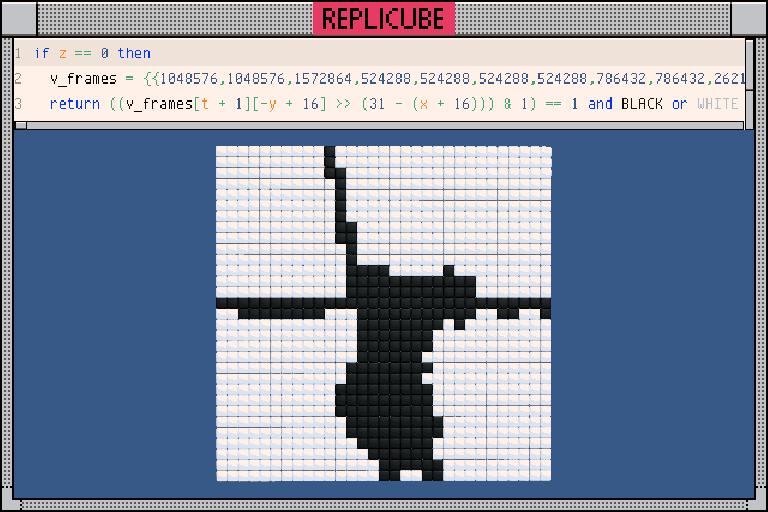 REPLICUBE
1 if z == 0 then
2 v_frames = {{1048576,1048576,1572864,524288,524288,524288,524288,786432,786432,2621
3 return ((v_frames[t + 1][-y + 16] >> (31 - (x + 16))) & 1) == 1 and BLACK or WHITE